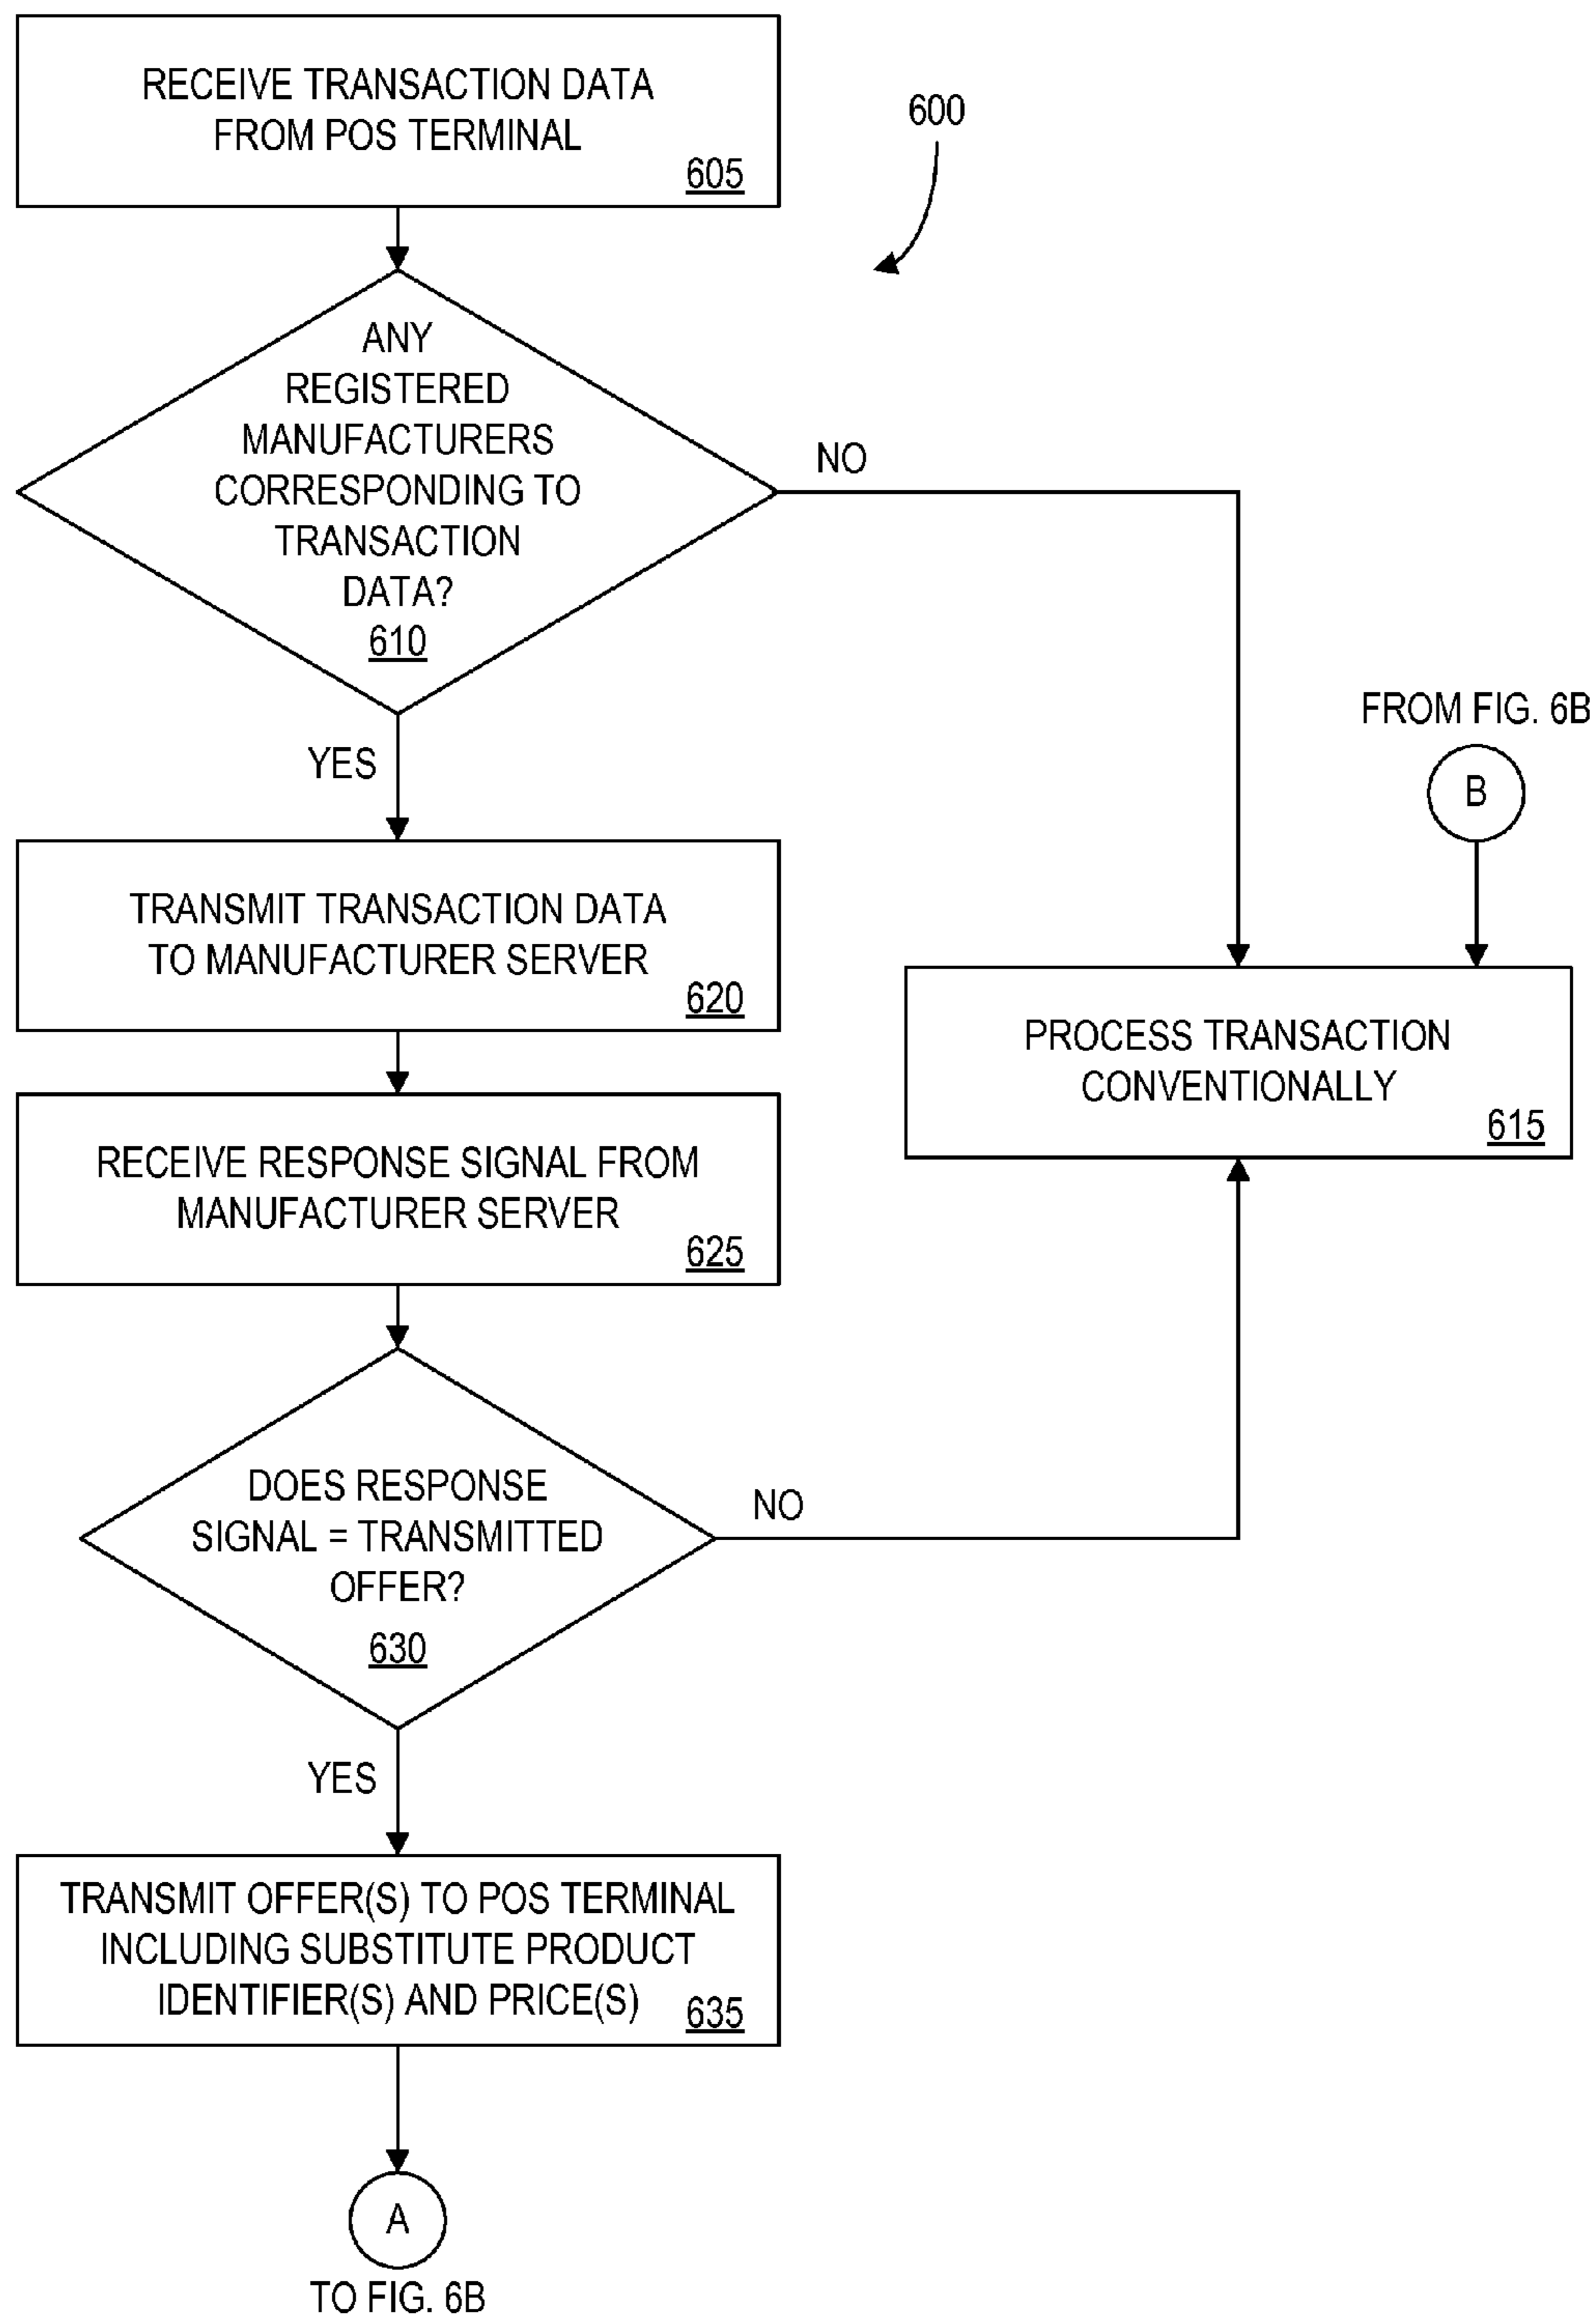 RECEIVE TRANSACTION DATA
FROM POS TERMINAL
605
600
ANY
REGISTERED
MANUFACTURERS
CORRESPONDING TO
TRANSACTION
DATA?
610
NO
YES
FROM FIG. 6B
B
TRANSMIT TRANSACTION DATA
TO MANUFACTURER SERVER
620
PROCESS TRANSACTION
CONVENTIONALLY
615
RECEIVE RESPONSE SIGNAL FROM
MANUFACTURER SERVER
625
DOES RESPONSE
SIGNAL = TRANSMITTED
OFFER?
630
NO
YES
TRANSMIT OFFER(S) TO POS TERMINAL
INCLUDING SUBSTITUTE PRODUCT
IDENTIFIER(S) AND PRICE(S)
635
A
TO FIG. 6B